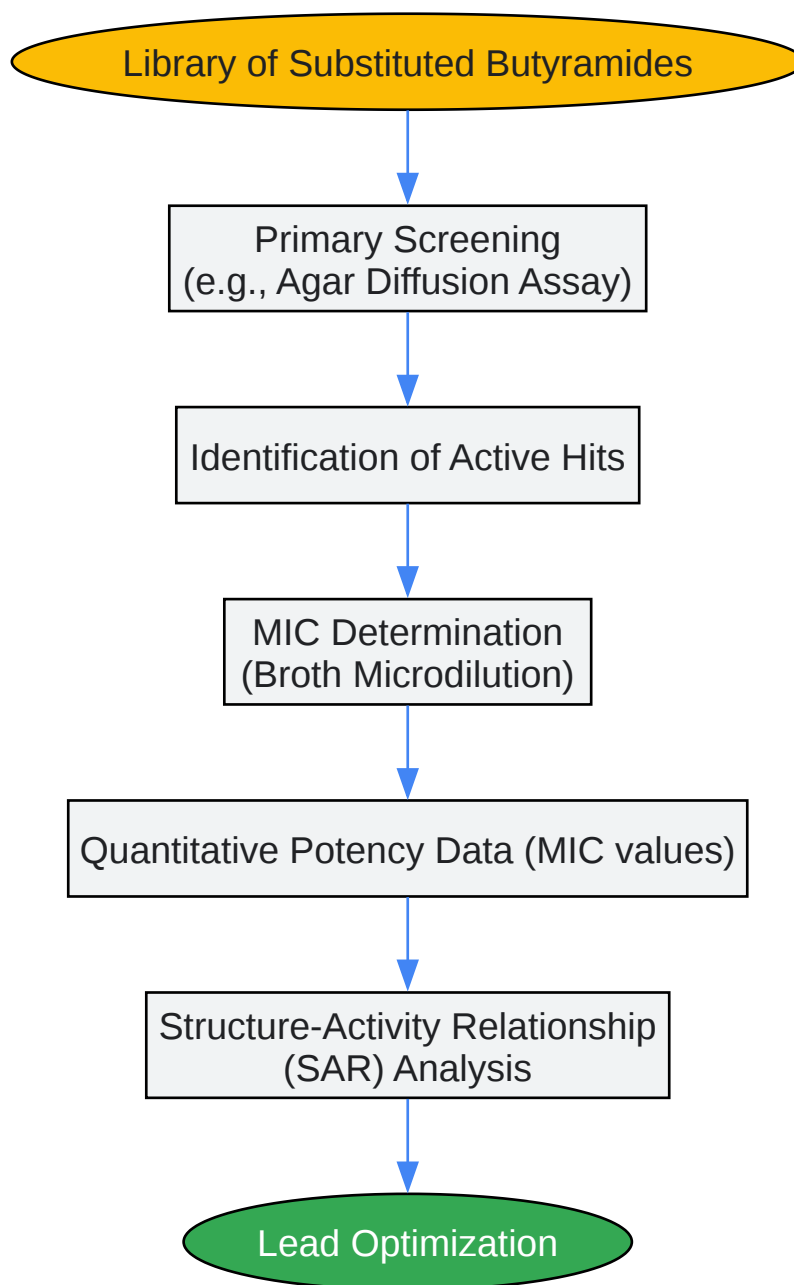 Library of Substituted Butyramides
Primary Screening
(e.g., Agar Diffusion Assay)
Identification of Active Hits
MIC Determination
(Broth Microdilution)
Quantitative Potency Data (MIC values)
Structure-Activity Relationship
(SAR) Analysis
Lead Optimization